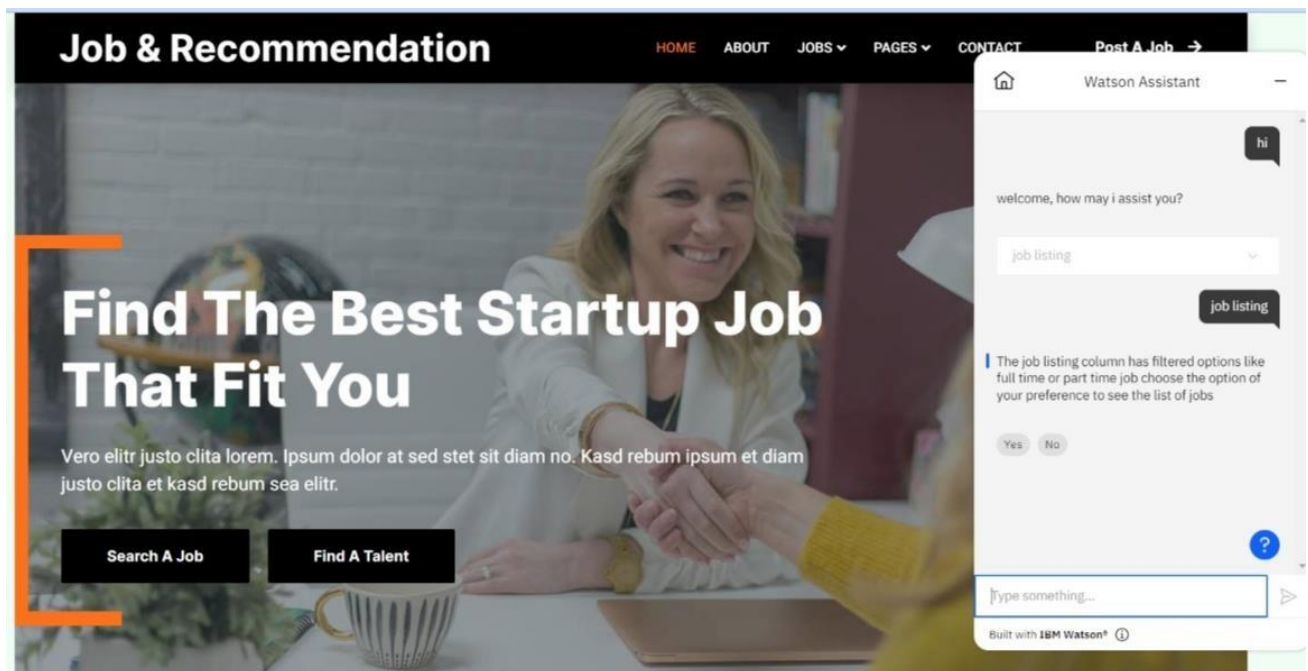 Job & Recommendation
HOME ABOUT JOBS PAGES CONTACT Post A Job →
Find The Best Startup Job
That Fit You
Vero elitr justo clita lorem. Ipsum dolor at sed stet sit diam no. Kasd rebum ipsum et diam
justo clita et kasd rebum sea elitr.
Search A Job Find A Talent
Watson Assistant
hi
welcome, how may i assist you?
job listing
job listing
The job listing column has filtered options like
full time or part time job choose the option of
your preference to see the list of jobs
Yes No
?
Type something...
Built with IBM Watson®